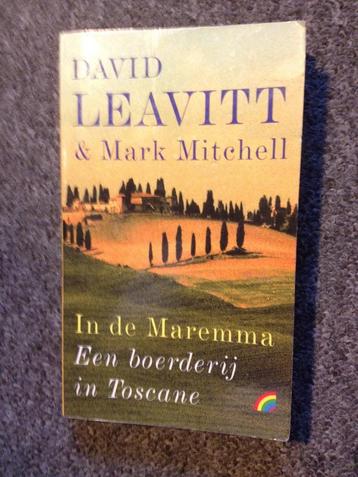 DAVID
LEAVITT
& Mark Mitchell
In de Maremma
Een boerderij
in Toscane